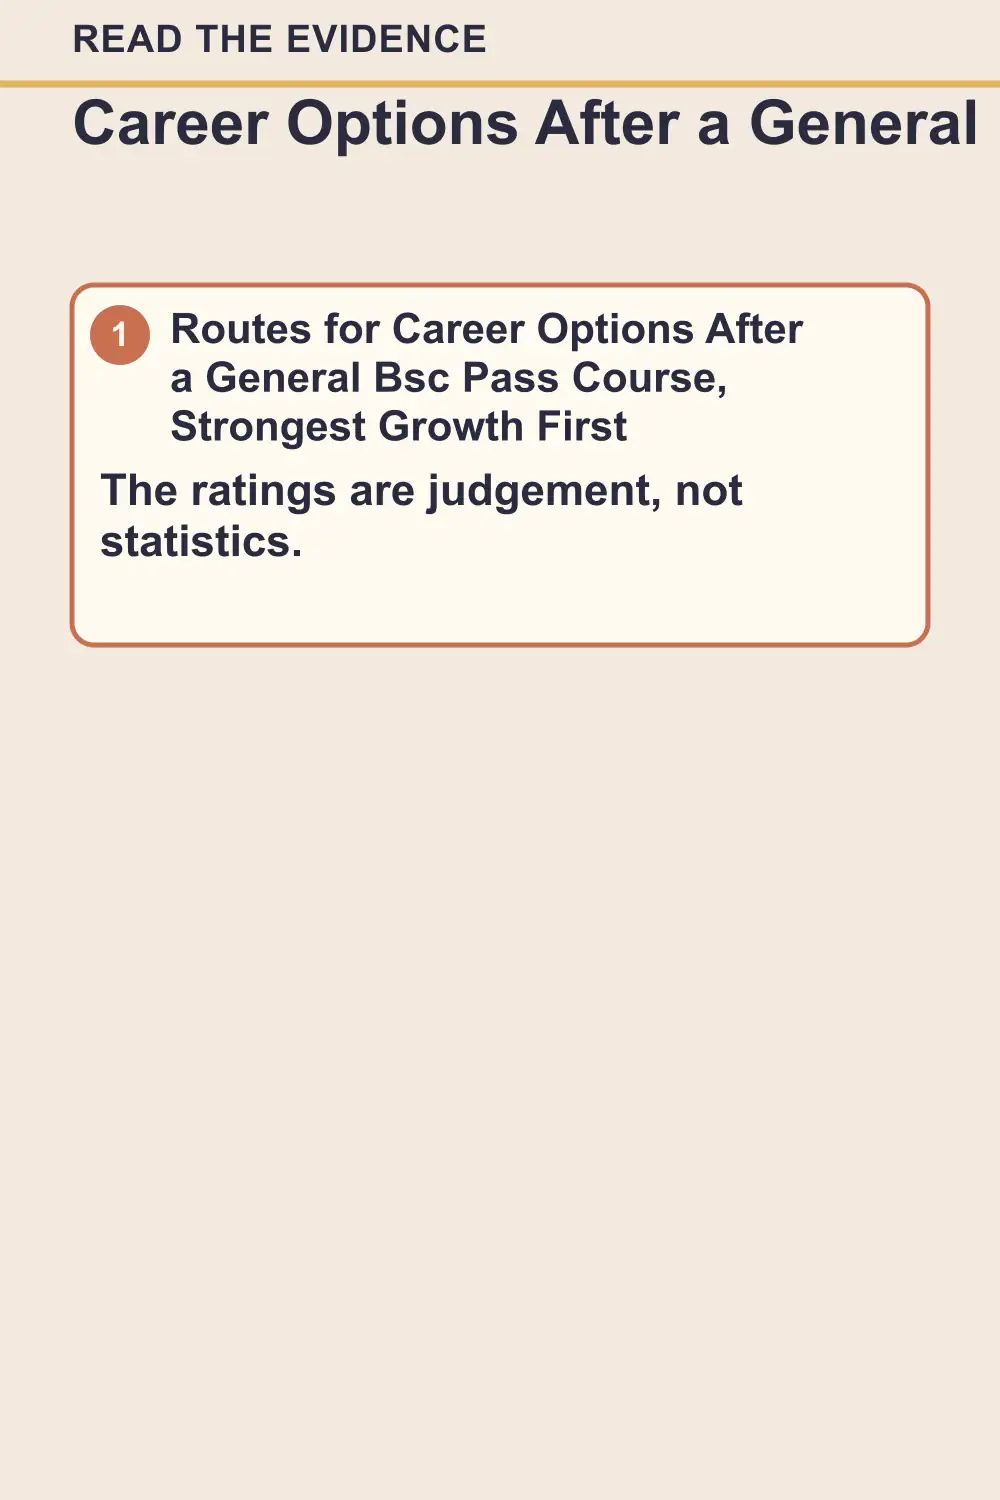 READ THE EVIDENCE
Career Options After a General
1
Routes for Career Options After
a General Bsc Pass Course,
Strongest Growth First
The ratings are judgement, not
statistics.